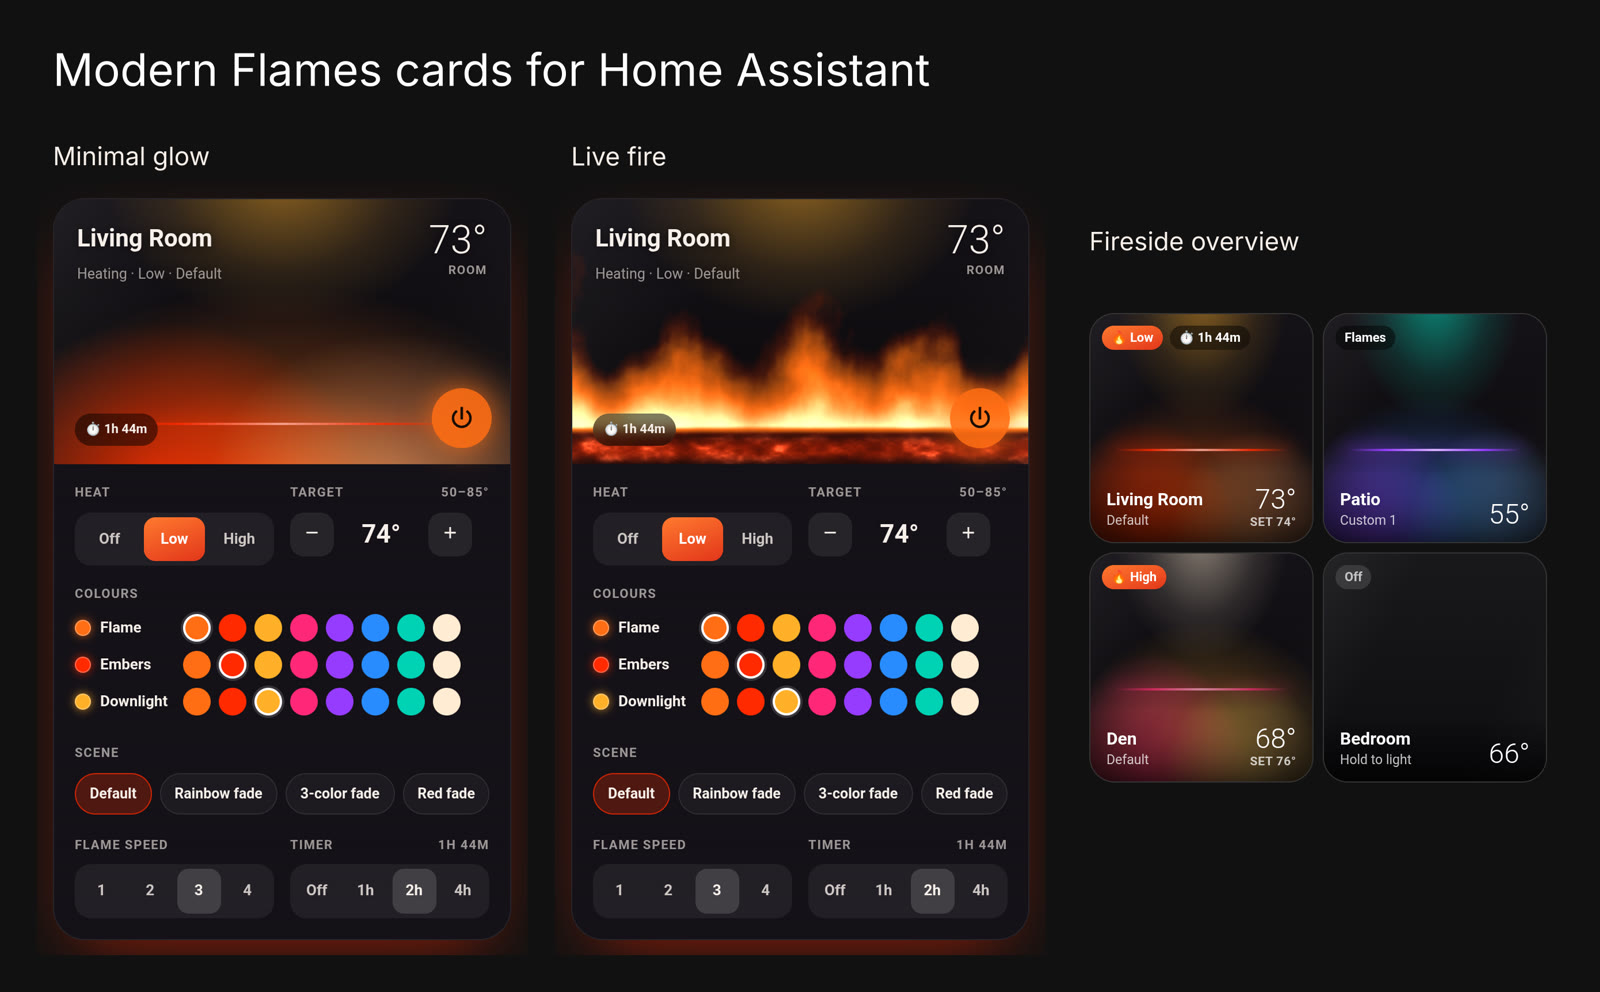 Modern Flames cards for Home Assistant
Minimal glow
Living Room
73°
Heating · Low · Default
ROOM
1h 44m
HEAT
TARGET
50–85°
Off
Low
High
−
74°
+
COLOURS
Flame
Embers
Downlight
SCENE
Default
Rainbow fade
3-color fade
Red fade
FLAME SPEED
TIMER
1H 44M
1 2 3 4
Off 1h 2h 4h
Live fire
Living Room
73°
Heating · Low · Default
ROOM
1h 44m
HEAT
TARGET
50–85°
Off
Low
High
−
74°
+
COLOURS
Flame
Embers
Downlight
SCENE
Default
Rainbow fade
3-color fade
Red fade
FLAME SPEED
TIMER
1H 44M
1 2 3 4
Off 1h 2h 4h
Fireside overview
Low
1h 44m
Living Room
73°
Default
SET 74°
Flames
Patio
Custom 1
55°
High
Den
68°
Default
SET 76°
Off
Bedroom
Hold to light
66°